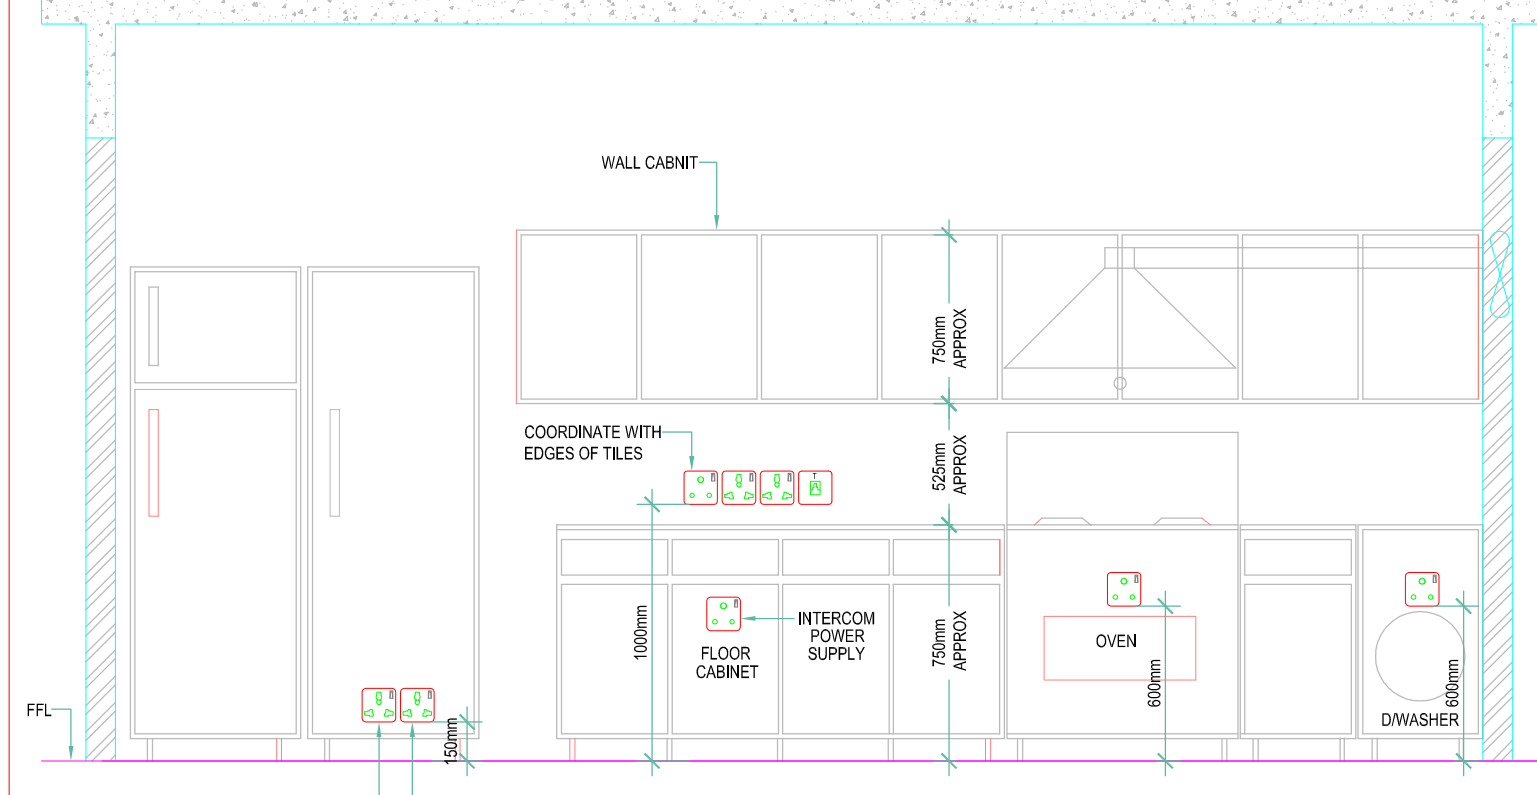 WALL CABNIT
750mm
APPROX
COORDINATE WITH
EDGES OF TILES
T
525mm
APPROX
1000mm
INTERCOM
POWER
SUPPLY
FLOOR
CABINET
750mm
APPROX
OVEN
600mm
600mm
D/WASHER
FFL
150mm